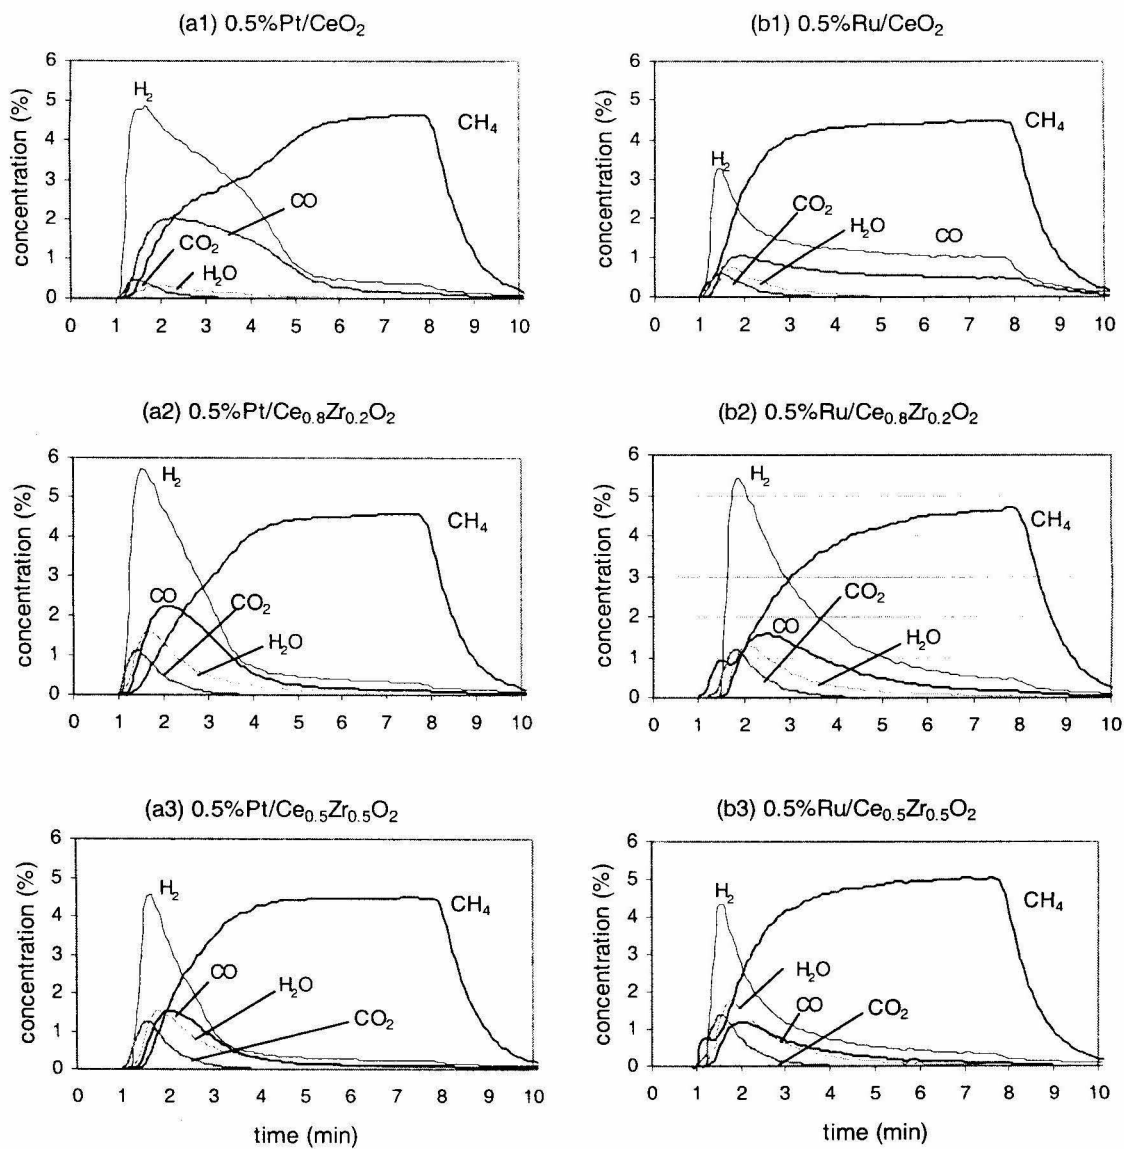 (a1) 0.5%Pt/CeO₂
(b1) 0.5%Ru/CeO₂
concentration (%)
6
5
4
3
2
1
0
H₂
CH₄
CO
CO₂
H₂O
0 1 2 3 4 5 6 7 8 9 10
concentration (%)
6
5
4
3
2
1
0
H₂
CH₄
CO₂
H₂O
CO
0 1 2 3 4 5 6 7 8 9 10
(a2) 0.5%Pt/Ce₀.₈Zr₀.₂O₂
(b2) 0.5%Ru/Ce₀.₈Zr₀.₂O₂
concentration (%)
6
5
4
3
2
1
0
H₂
CH₄
CO
CO₂
H₂O
0 1 2 3 4 5 6 7 8 9 10
concentration (%)
6
5
4
3
2
1
0
H₂
CH₄
CO₂
CO
H₂O
0 1 2 3 4 5 6 7 8 9 10
(a3) 0.5%Pt/Ce₀.₅Zr₀.₅O₂
(b3) 0.5%Ru/Ce₀.₅Zr₀.₅O₂
concentration (%)
6
5
4
3
2
1
0
H₂
CH₄
CO
H₂O
CO₂
0 1 2 3 4 5 6 7 8 9 10
time (min)
concentration (%)
6
5
4
3
2
1
0
H₂
CH₄
H₂O
CO
CO₂
0 1 2 3 4 5 6 7 8 9 10
time (min)